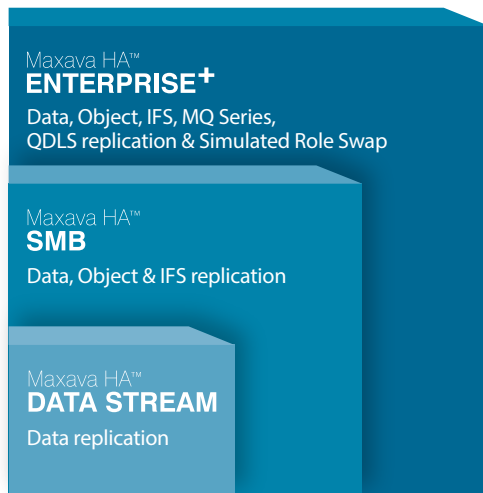 Maxava HA™
ENTERPRISE+
Data, Object, IFS, MQ Series,
QDLS replication & Simulated Role Swap
Maxava HA™
SMB
Data, Object & IFS replication
Maxava HA™
DATA STREAM
Data replication